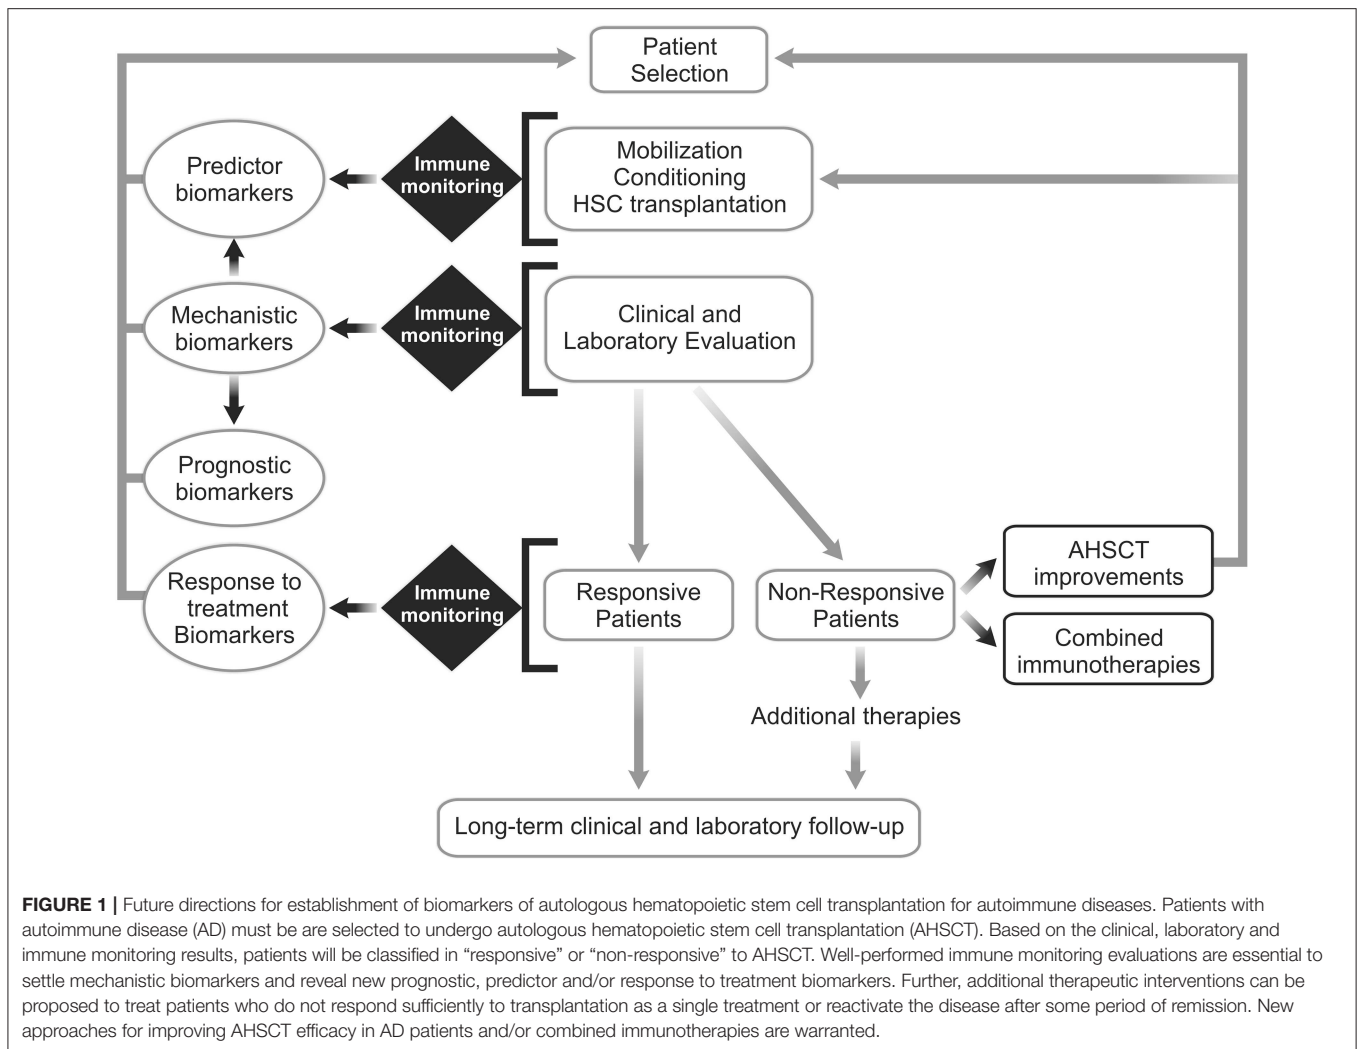 Patient
Selection
Mobilization
Conditioning
HSC transplantation
Immune
monitoring
Predictor
biomarkers
Clinical and
Laboratory Evaluation
Immune
monitoring
Mechanistic
biomarkers
Prognostic
biomarkers
Response to
treatment
Biomarkers
Immune
monitoring
Responsive
Patients
Non-Responsive
Patients
AHSCT
improvements
Combined
immunotherapies
Additional therapies
Long-term clinical and laboratory follow-up
FIGURE 1 | Future directions for establishment of biomarkers of autologous hematopoietic stem cell transplantation for autoimmune diseases. Patients with
autoimmune disease (AD) must be are selected to undergo autologous hematopoietic stem cell transplantation (AHSCT). Based on the clinical, laboratory and
immune monitoring results, patients will be classified in “responsive” or “non-responsive” to AHSCT. Well-performed immune monitoring evaluations are essential to
settle mechanistic biomarkers and reveal new prognostic, predictor and/or response to treatment biomarkers. Further, additional therapeutic interventions can be
proposed to treat patients who do not respond sufficiently to transplantation as a single treatment or reactivate the disease after some period of remission. New
approaches for improving AHSCT efficacy in AD patients and/or combined immunotherapies are warranted.